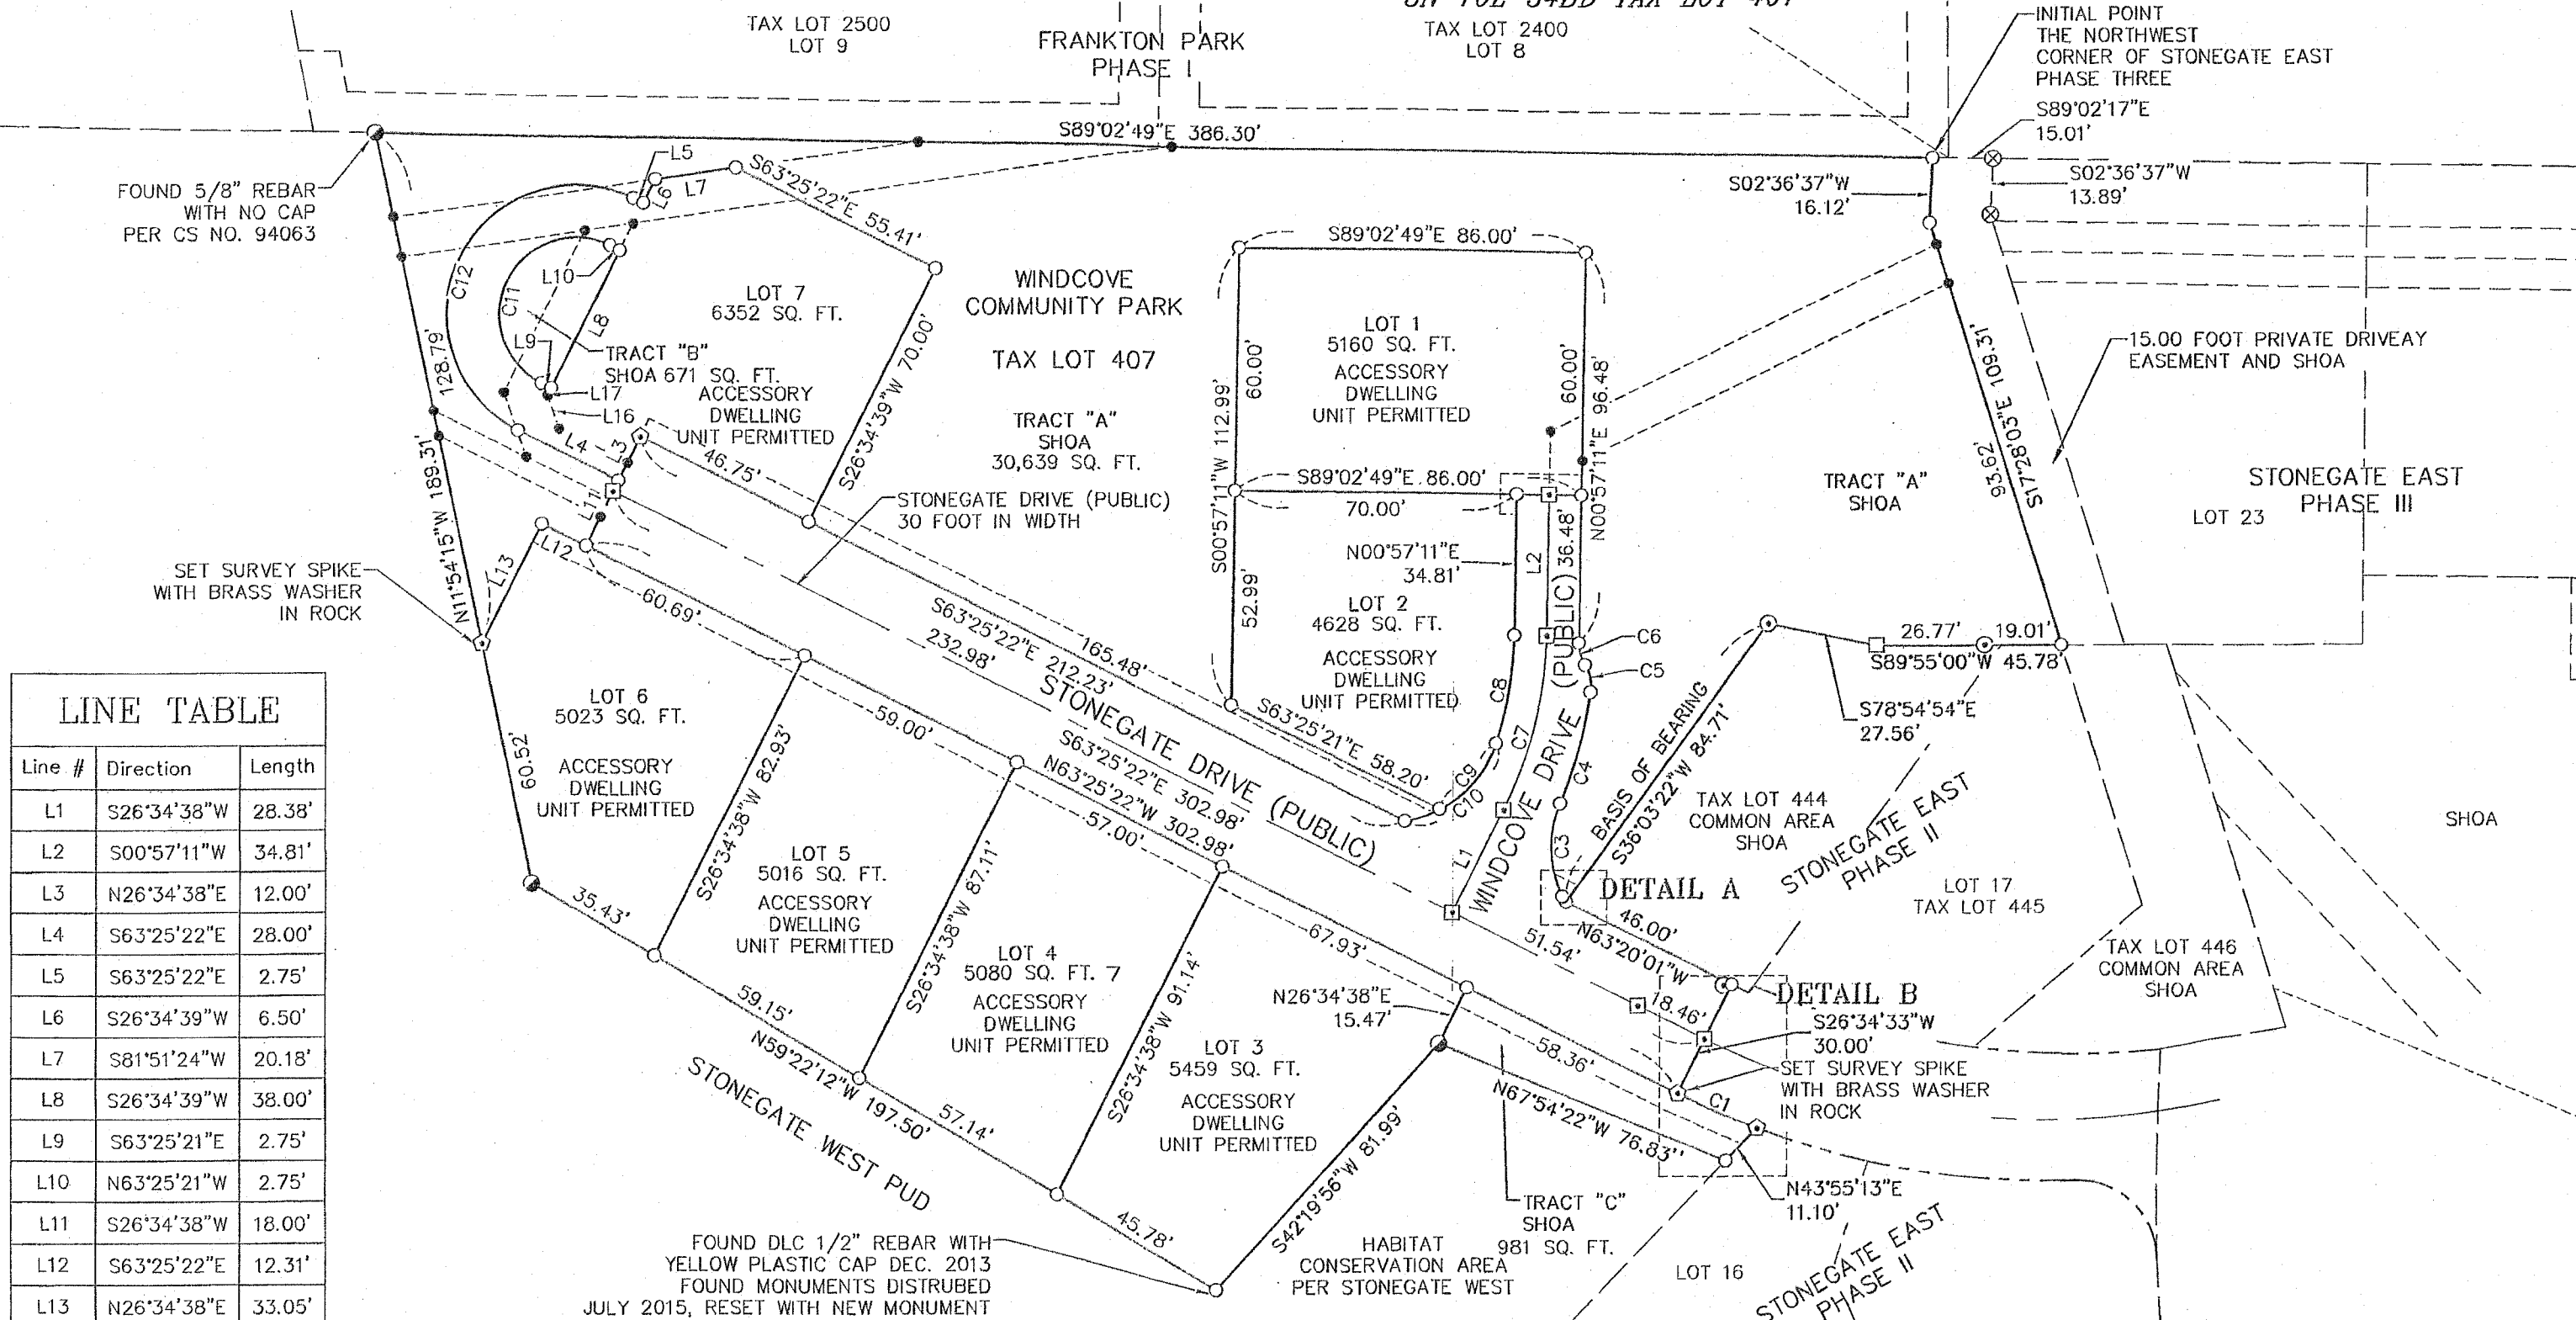 TAX LOT 2500
LOT 9
FRANKTON PARK
PHASE I
TAX LOT 2400
LOT 8
INITIAL POINT
THE NORTHWEST
CORNER OF STONEGATE EAST
PHASE THREE
S89°02'17"E
15.01'
S02°36'37"W
13.89'
S02°36'37"W
16.12'
S89°02'49"E 386.30'
FOUND 5/8" REBAR
WITH NO CAP
PER CS NO. 94063
L5
L6
L7
S63°25'22"E 55.41'
C12
C11
L10
L8
L9
LOT 7
6352 SQ. FT.
TRACT "B"
SHOA 671 SQ. FT.
L17
L16
ACCESSORY
DWELLING
UNIT PERMITTED
128.79'
N11°54'15"W 189.31'
L4
L3
46.75'
L11
S26°34'39"W 70.00'
WINDCOVE
COMMUNITY PARK
TAX LOT 407
TRACT "A"
SHOA
30,639 SQ. FT.
STONEGATE DRIVE (PUBLIC)
30 FOOT IN WIDTH
S89°02'49"E 86.00'
LOT 1
5160 SQ. FT.
ACCESSORY
DWELLING
UNIT PERMITTED
60.00'
S00°57'11"W 112.99'
60.00'
N00°57'11"E 96.48'
S89°02'49"E 86.00'
70.00'
52.99'
N00°57'11"E
34.81'
L2
36.48'
LOT 2
4628 SQ. FT.
ACCESSORY
DWELLING
UNIT PERMITTED
C6
C5
C8
C7
C9
C10
C4
C3
L1
S63°25'21"E 58.20'
WINDCOVE DRIVE (PUBLIC)
15.00 FOOT PRIVATE DRIVEAY
EASEMENT AND SHOA
S17°28'03"E 109.31'
93.62'
TRACT "A"
SHOA
STONEGATE EAST
PHASE III
LOT 23
26.77'
19.01'
S89°55'00"W 45.78'
S78°54'54"E
27.56'
BASIS OF BEARING
S36°03'22"W 84.71'
TAX LOT 444
COMMON AREA
SHOA
STONEGATE EAST
PHASE II
LOT 17
TAX LOT 445
SHOA
TAX LOT 446
COMMON AREA
SHOA
SET SURVEY SPIKE
WITH BRASS WASHER
IN ROCK
L13
L12
60.69'
S63°25'22"E 212.23'
165.48'
232.98'
STONEGATE DRIVE (PUBLIC)
S63°25'22"E 302.98'
N63°25'22"W 302.98'
59.00'
57.00'
67.93'
LOT 6
5023 SQ. FT.
ACCESSORY
DWELLING
UNIT PERMITTED
60.52'
35.43'
S26°34'38"W 82.93'
LOT 5
5016 SQ. FT.
ACCESSORY
DWELLING
UNIT PERMITTED
59.15'
S26°34'38"W 87.11'
LOT 4
5080 SQ. FT. 7
ACCESSORY
DWELLING
UNIT PERMITTED
N59°22'12"W 197.50'
57.14'
S26°34'38"W 91.14'
LOT 3
5459 SQ. FT.
ACCESSORY
DWELLING
UNIT PERMITTED
45.78'
STONEGATE WEST PUD
N26°34'38"E
15.47'
S42°19'56"W 81.99'
58.36'
N67°54'22"W 76.83''
DETAIL A
46.00'
N63°20'01"W
51.54'
18.46'
DETAIL B
S26°34'33"W
30.00'
SET SURVEY SPIKE
WITH BRASS WASHER
IN ROCK
C1
N43°55'13"E
11.10'
TRACT "C"
SHOA
981 SQ. FT.
HABITAT
CONSERVATION AREA
PER STONEGATE WEST
LOT 16
STONEGATE EAST
PHASE II
FOUND DLC 1/2" REBAR WITH
YELLOW PLASTIC CAP DEC. 2013
FOUND MONUMENTS DISTRUBED
JULY 2015, RESET WITH NEW MONUMENT
LINE TABLE
Line # Direction Length
L1 S26°34'38"W 28.38'
L2 S00°57'11"W 34.81'
L3 N26°34'38"E 12.00'
L4 S63°25'22"E 28.00'
L5 S63°25'22"E 2.75'
L6 S26°34'39"W 6.50'
L7 S81°51'24"W 20.18'
L8 S26°34'39"W 38.00'
L9 S63°25'21"E 2.75'
L10 N63°25'21"W 2.75'
L11 S26°34'38"W 18.00'
L12 S63°25'22"E 12.31'
L13 N26°34'38"E 33.05'